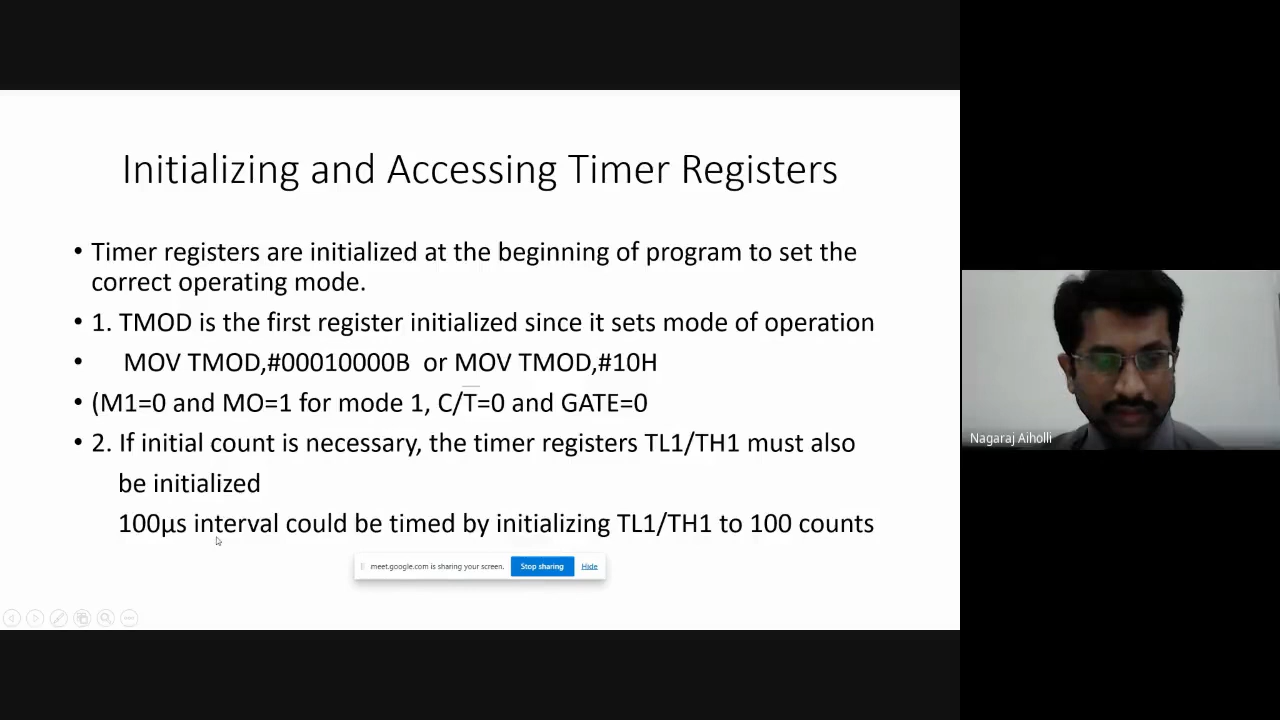 Initializing and Accessing Timer Registers
• Timer registers are initialized at the beginning of program to set the
correct operating mode.
• 1. TMOD is the first register initialized since it sets mode of operation
• MOV TMOD,#00010000B or MOV TMOD,#10H
• (M1=0 and MO=1 for mode 1, C/T̅=0 and GATE=0
• 2. If initial count is necessary, the timer registers TL1/TH1 must also
be initialized
100µs interval could be timed by initializing TL1/TH1 to 100 counts
meet.google.com is sharing your screen. Stop sharing Hide
Nagaraj Aiholli